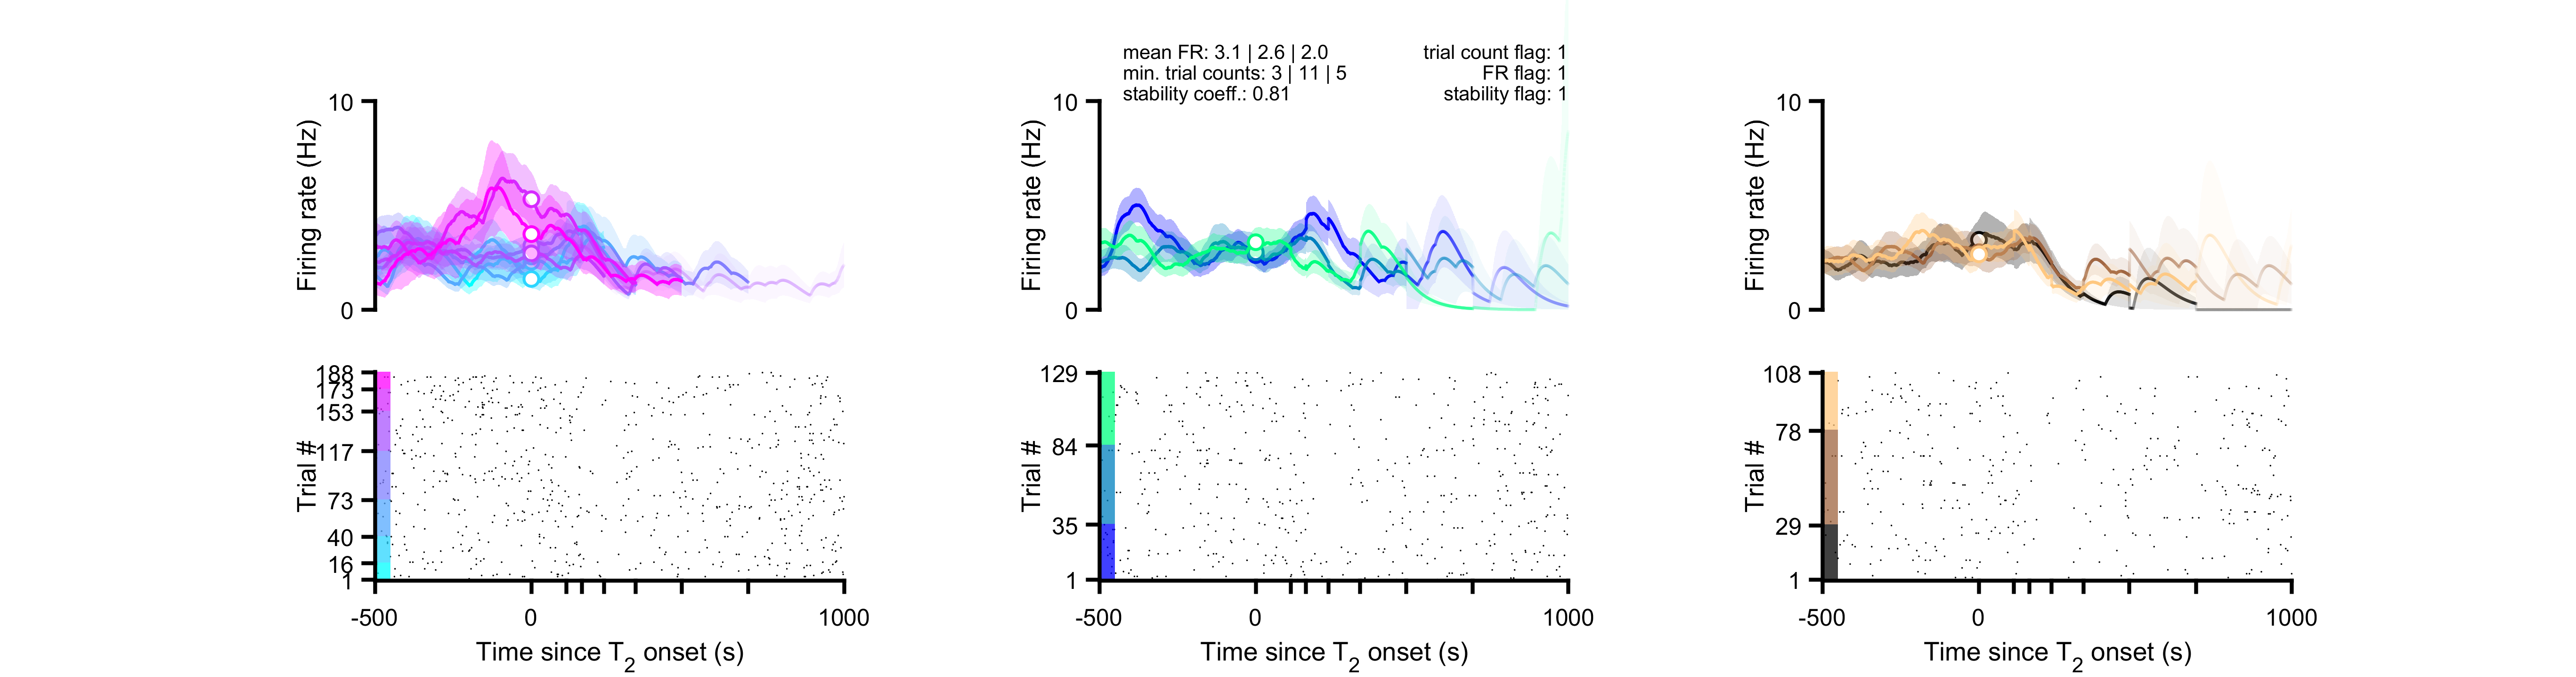 mean FR: 3.1 | 2.6 | 2.0
min. trial counts: 3 | 11 | 5
stability coeff.: 0.81
trial count flag: 1
FR flag: 1
stability flag: 1
10
Firing rate (Hz)
0
10
Firing rate (Hz)
0
10
Firing rate (Hz)
0
188
173
153
117
73
40
16
1
Trial #
-500
0
1000
Time since T2 onset (s)
129
84
35
1
Trial #
-500
0
1000
Time since T2 onset (s)
108
78
29
1
Trial #
-500
0
1000
Time since T2 onset (s)